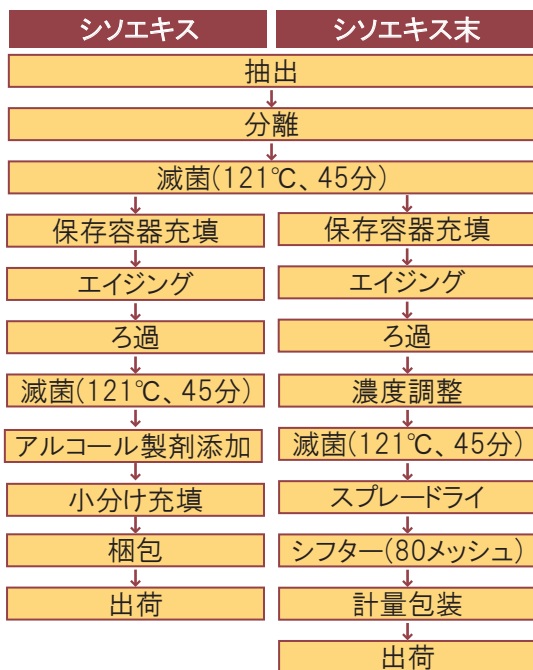 シソエキス
シソエキス末
抽出
↓
分離
↓
滅菌(121℃、45分)
↓
↓
保存容器充填
保存容器充填
↓
↓
エイジング
エイジング
↓
↓
ろ過
ろ過
↓
↓
滅菌(121℃、45分)
濃度調整
↓
↓
アルコール製剤添加
滅菌(121℃、45分)
↓
↓
小分け充填
スプレードライ
↓
↓
梱包
シフター(80メッシュ)
↓
↓
出荷
計量包装
↓
出荷